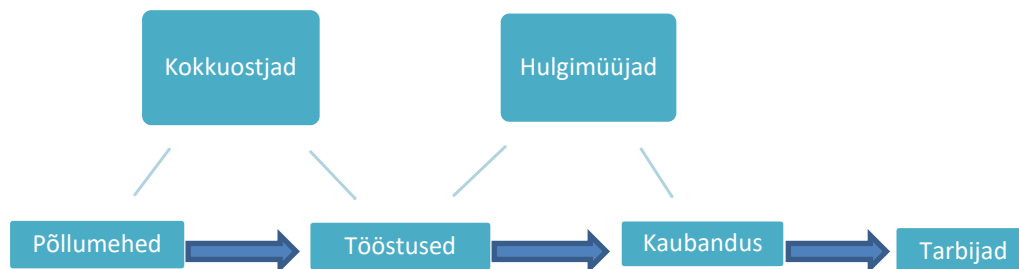 Kokkuostjad
Hulgimüüjad
Põllumehed
Tööstused
Kaubandus
Tarbijad